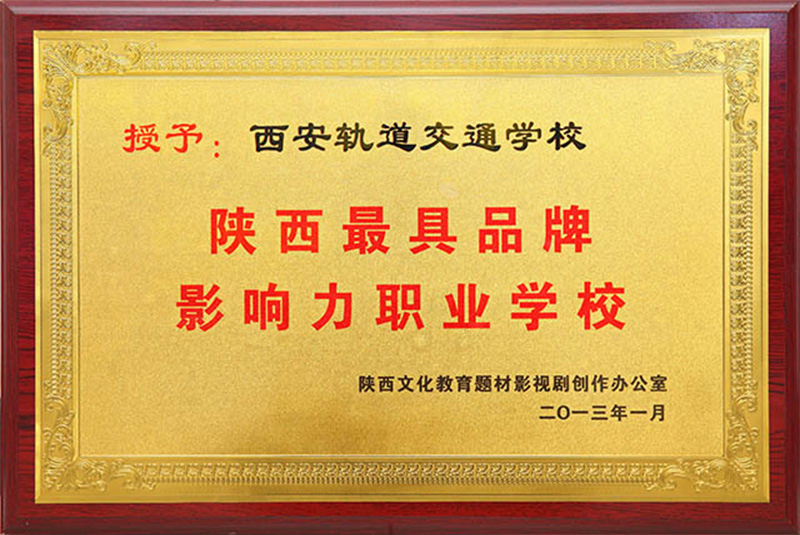 授予：西安轨道交通学校
陕西最具品牌
影响力职业学校
陕西文化教育题材影视剧创作办公室
二〇一三年一月